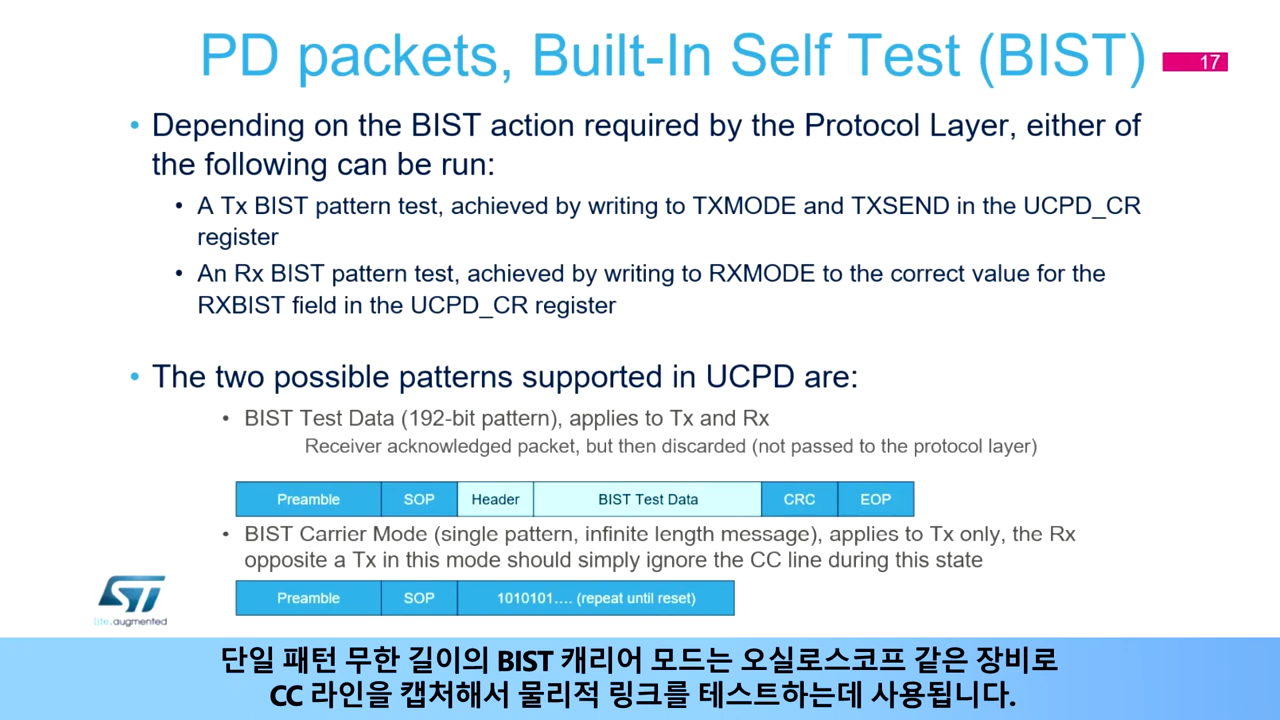 PD packets, Built-In Self Test (BIST)
17
• Depending on the BIST action required by the Protocol Layer, either of
the following can be run:
• A Tx BIST pattern test, achieved by writing to TXMODE and TXSEND in the UCPD_CR
register
• An Rx BIST pattern test, achieved by writing to RXMODE to the correct value for the
RXBIST field in the UCPD_CR register
• The two possible patterns supported in UCPD are:
• BIST Test Data (192-bit pattern), applies to Tx and Rx
Receiver acknowledged packet, but then discarded (not passed to the protocol layer)
Preamble SOP Header BIST Test Data CRC EOP
• BIST Carrier Mode (single pattern, infinite length message), applies to Tx only, the Rx
opposite a Tx in this mode should simply ignore the CC line during this state
Preamble SOP 1010101.... (repeat until reset)
ST
life.augmented
단일 패턴 무한 길이의 BIST 캐리어 모드는 오실로스코프 같은 장비로
CC 라인을 캡처해서 물리적 링크를 테스트하는데 사용됩니다.